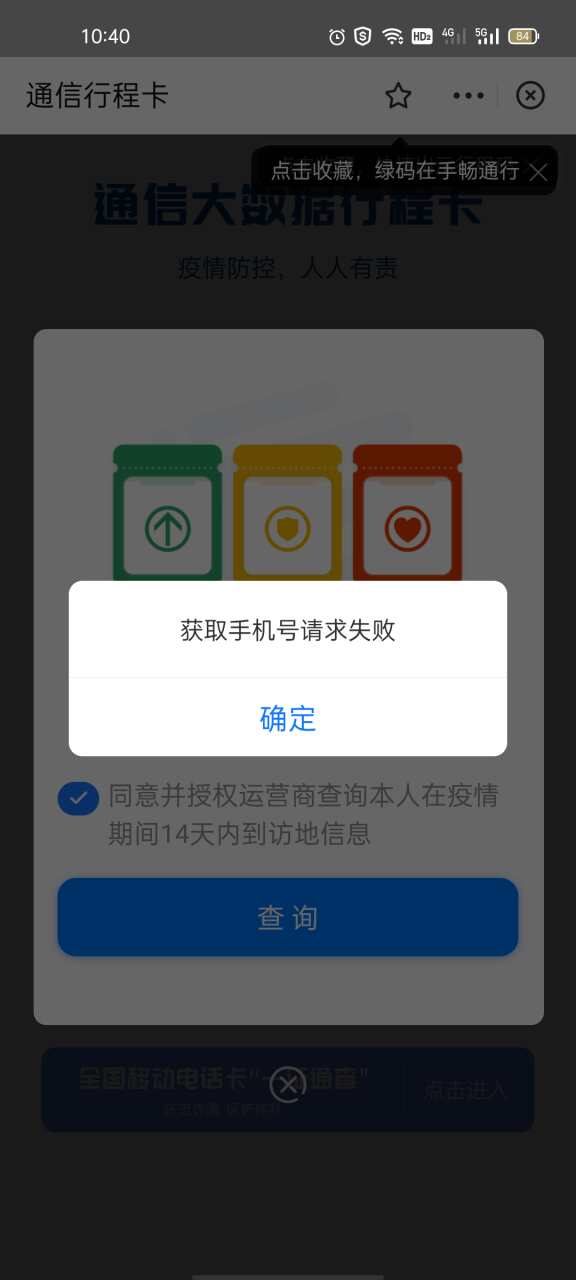 10:40
HD2 4G 5G 84
通信行程卡
点击收藏，绿码在手畅通行
通信大数据行程卡
疫情防控，人人有责
获取手机号请求失败
确定
同意并授权运营商查询本人在疫情
期间14天内到访地信息
查询
全国移动电话卡“一证通查”
点击进入